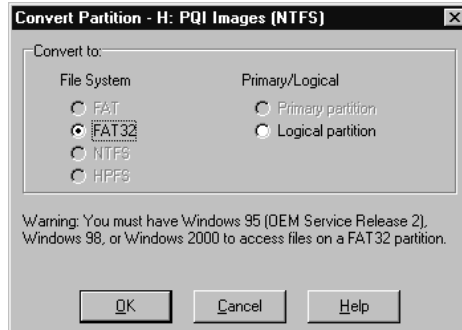 Convert Partition - H: PQI Images (NTFS)
Convert to:
File System
Primary/Logical
FAT
Primary partition
FAT32
Logical partition
NTFS
HPFS
Warning: You must have Windows 95 (OEM Service Release 2),
Windows 98, or Windows 2000 to access files on a FAT32 partition.
OK
Cancel
Help